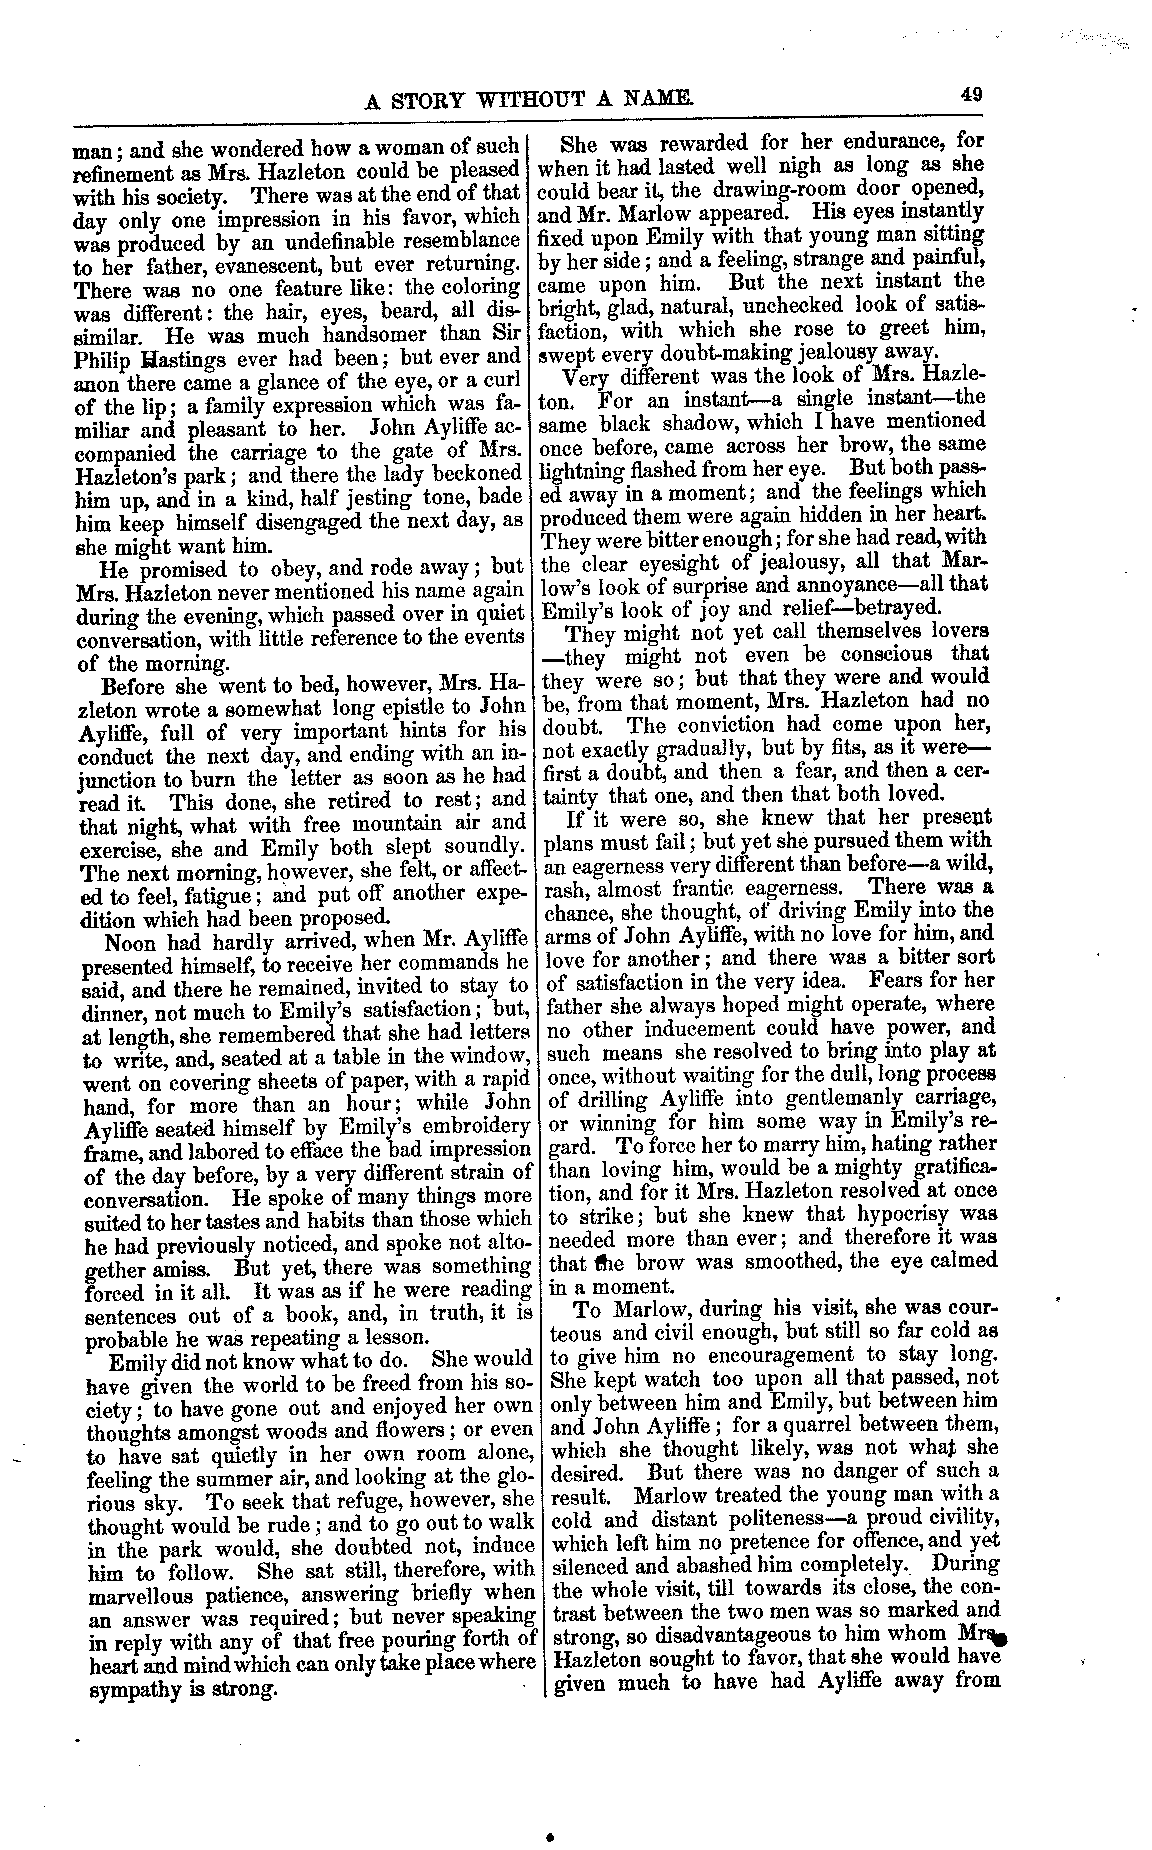 A STORY WITHOUT A NAME. 49
man; and she wondered how a woman of such
refinement as Mrs. Hazleton could be pleased
with his society. There was at the end of that
day only one impression in his favor, which
was produced by an undefinable resemblance
to her father, evanescent, but ever returning.
There was no one feature like: the coloring
was different: the hair, eyes, beard, all dis-
similar. He was much handsomer than Sir
Philip Hastings ever had been; but ever and
anon there came a glance of the eye, or a curl
of the lip; a family expression which was fa-
miliar and pleasant to her. John Ayliffe ac-
companied the carriage to the gate of Mrs.
Hazleton's park; and there the lady beckoned
him up, and in a kind, half jesting tone, bade
him keep himself disengaged the next day, as
she might want him.
He promised to obey, and rode away; but
Mrs. Hazleton never mentioned his name again
during the evening, which passed over in quiet
conversation, with little reference to the events
of the morning.
Before she went to bed, however, Mrs. Ha-
zleton wrote a somewhat long epistle to John
Ayliffe, full of very important hints for his
conduct the next day, and ending with an in-
junction to burn the letter as soon as he had
read it. This done, she retired to rest; and
that night, what with free mountain air and
exercise, she and Emily both slept soundly.
The next morning, however, she felt, or affect-
ed to feel, fatigue; and put off another expe-
dition which had been proposed.
Noon had hardly arrived, when Mr. Ayliffe
presented himself, to receive her commands he
said, and there he remained, invited to stay to
dinner, not much to Emily's satisfaction; but,
at length, she remembered that she had letters
to write, and, seated at a table in the window,
went on covering sheets of paper, with a rapid
hand, for more than an hour; while John
Ayliffe seated himself by Emily's embroidery
frame, and labored to efface the bad impression
of the day before, by a very different strain of
conversation. He spoke of many things more
suited to her tastes and habits than those which
he had previously noticed, and spoke not alto-
gether amiss. But yet, there was something
forced in it all. It was as if he were reading
sentences out of a book, and, in truth, it is
probable he was repeating a lesson.
Emily did not know what to do. She would
have given the world to be freed from his so-
ciety; to have gone out and enjoyed her own
thoughts amongst woods and flowers; or even
to have sat quietly in her own room alone,
feeling the summer air, and looking at the glo-
rious sky. To seek that refuge, however, she
thought would be rude; and to go out to walk
in the park would, she doubted not, induce
him to follow. She sat still, therefore, with
marvellous patience, answering briefly when
an answer was required; but never speaking
in reply with any of that free pouring forth of
heart and mind which can only take place where
sympathy is strong.
She was rewarded for her endurance, for
when it had lasted well nigh as long as she
could bear it, the drawing-room door opened,
and Mr. Marlow appeared. His eyes instantly
fixed upon Emily with that young man sitting
by her side; and a feeling, strange and painful,
came upon him. But the next instant the
bright, glad, natural, unchecked look of satis-
faction, with which she rose to greet him,
swept every doubt-making jealousy away.
Very different was the look of Mrs. Hazle-
ton. For an instant—a single instant—the
same black shadow, which I have mentioned
once before, came across her brow, the same
lightning flashed from her eye. But both pass-
ed away in a moment; and the feelings which
produced them were again hidden in her heart.
They were bitter enough; for she had read, with
the clear eyesight of jealousy, all that Mar-
low's look of surprise and annoyance—all that
Emily's look of joy and relief—betrayed.
They might not yet call themselves lovers
—they might not even be conscious that
they were so; but that they were and would
be, from that moment, Mrs. Hazleton had no
doubt. The conviction had come upon her,
not exactly gradually, but by fits, as it were—
first a doubt, and then a fear, and then a cer-
tainty that one, and then that both loved.
If it were so, she knew that her present
plans must fail; but yet she pursued them with
an eagerness very different than before—a wild,
rash, almost frantic eagerness. There was a
chance, she thought, of driving Emily into the
arms of John Ayliffe, with no love for him, and
love for another; and there was a bitter sort
of satisfaction in the very idea. Fears for her
father she always hoped might operate, where
no other inducement could have power, and
such means she resolved to bring into play at
once, without waiting for the dull, long process
of drilling Ayliffe into gentlemanly carriage,
or winning for him some way in Emily's re-
gard. To force her to marry him, hating rather
than loving him, would be a mighty gratifica-
tion, and for it Mrs. Hazleton resolved at once
to strike; but she knew that hypocrisy was
needed more than ever; and therefore it was
that the brow was smoothed, the eye calmed
in a moment.
To Marlow, during his visit, she was cour-
teous and civil enough, but still so far cold as
to give him no encouragement to stay long.
She kept watch too upon all that passed, not
only between him and Emily, but between him
and John Ayliffe; for a quarrel between them,
which she thought likely, was not what she
desired. But there was no danger of such a
result. Marlow treated the young man with a
cold and distant politeness—a proud civility,
which left him no pretence for offence, and yet
silenced and abashed him completely. During
the whole visit, till towards its close, the con-
trast between the two men was so marked and
strong, so disadvantageous to him whom Mrs.
Hazleton sought to favor, that she would have
given much to have had Ayliffe away from